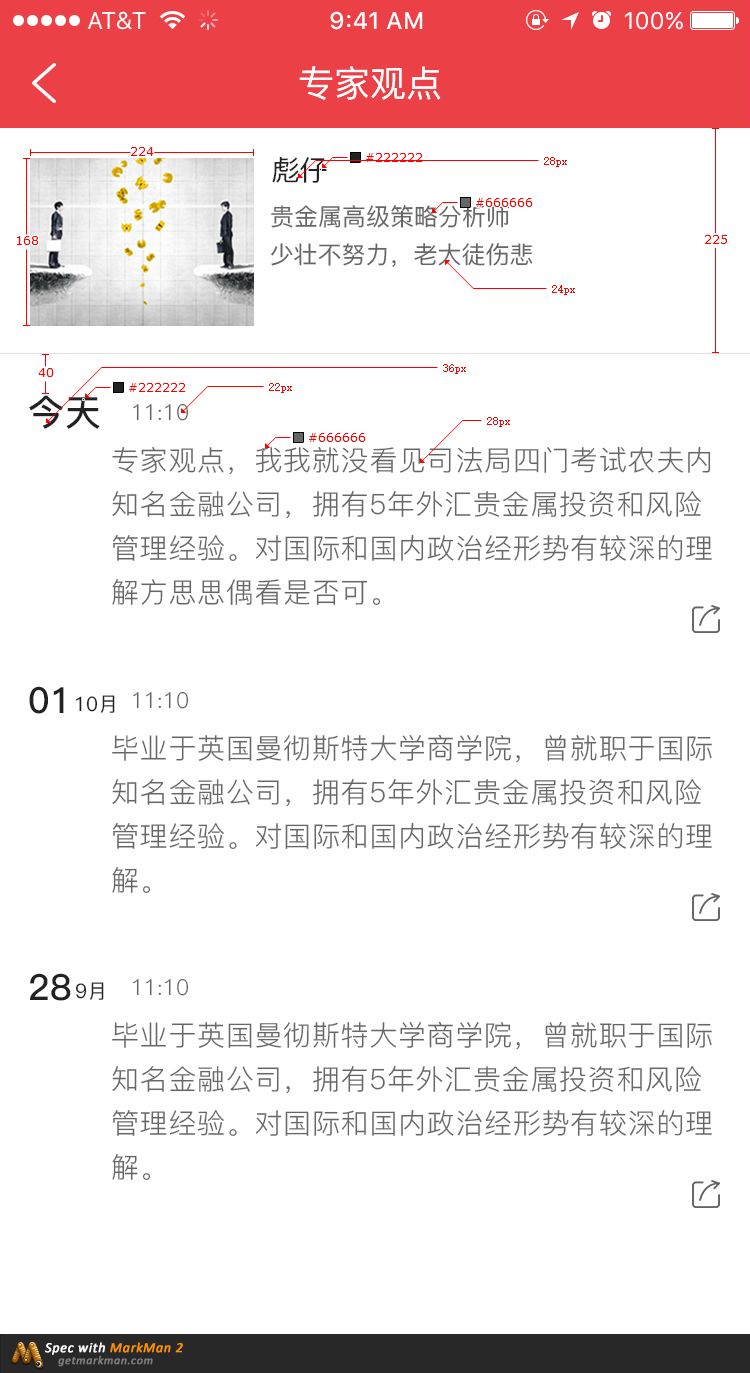 AT&T 9:41 AM 100%
专家观点
224
彪仔 #222222 28px
168
贵金属高级策略分析师 #666666
225
少壮不努力，老大徒伤悲
24px
40
36px
#222222 22px
今天 11:10
28px
#666666
专家观点，我我就没看见司法局四门考试农夫内
知名金融公司，拥有5年外汇贵金属投资和风险
管理经验。对国际和国内政治经形势有较深的理
解方思思偶看是否可。
01 10月 11:10
毕业于英国曼彻斯特大学商学院，曾就职于国际
知名金融公司，拥有5年外汇贵金属投资和风险
管理经验。对国际和国内政治经形势有较深的理
解。
28 9月 11:10
毕业于英国曼彻斯特大学商学院，曾就职于国际
知名金融公司，拥有5年外汇贵金属投资和风险
管理经验。对国际和国内政治经形势有较深的理
解。
Spec with MarkMan 2
getmarkman.com